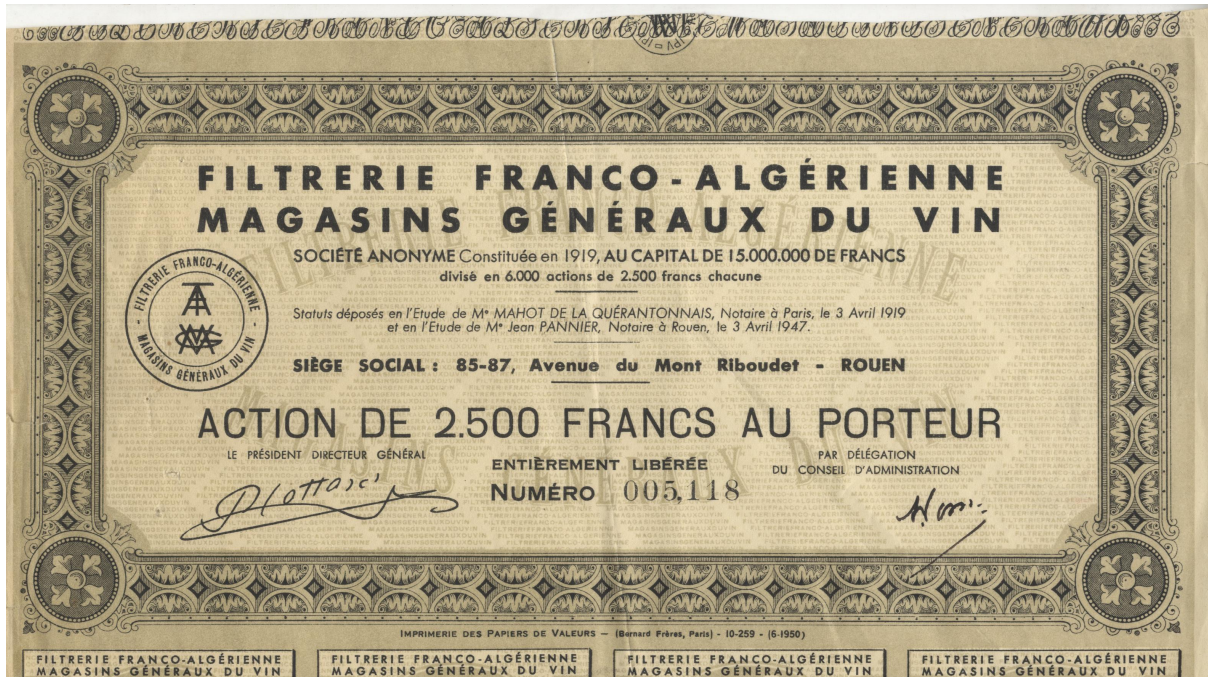 FILTRERIE FRANCO-ALGÉRIENNE
MAGASINS GÉNÉRAUX DU VIN
SOCIÉTÉ ANONYME Constituée en 1919, AU CAPITAL DE 15.000.000 DE FRANCS
divisé en 6.000 actions de 2.500 francs chacune
FILTRERIE FRANCO-ALGÉRIENNE
- MAGASINS GÉNÉRAUX DU VIN -
Statuts déposés en l'Etude de Mᵉ MAHOT DE LA QUÉRANTONNAIS, Notaire à Paris, le 3 Avril 1919
et en l'Etude de Mᵉ Jean PANNIER, Notaire à Rouen, le 3 Avril 1947.
SIÈGE SOCIAL : 85-87, Avenue du Mont Riboudet - ROUEN
ACTION DE 2.500 FRANCS AU PORTEUR
LE PRÉSIDENT DIRECTEUR GÉNÉRAL
ENTIÈREMENT LIBÉRÉE
NUMÉRO 005,118
PAR DÉLÉGATION
DU CONSEIL D'ADMINISTRATION
IMPRIMERIE DES PAPIERS DE VALEURS — (Bernard Frères, Paris) - 10-259 - (6-1950)
FILTRERIE FRANCO-ALGÉRIENNE
MAGASINS GÉNÉRAUX DU VIN
FILTRERIE FRANCO-ALGÉRIENNE
MAGASINS GÉNÉRAUX DU VIN
FILTRERIE FRANCO-ALGÉRIENNE
MAGASINS GÉNÉRAUX DU VIN
FILTRERIE FRANCO-ALGÉRIENNE
MAGASINS GÉNÉRAUX DU VIN